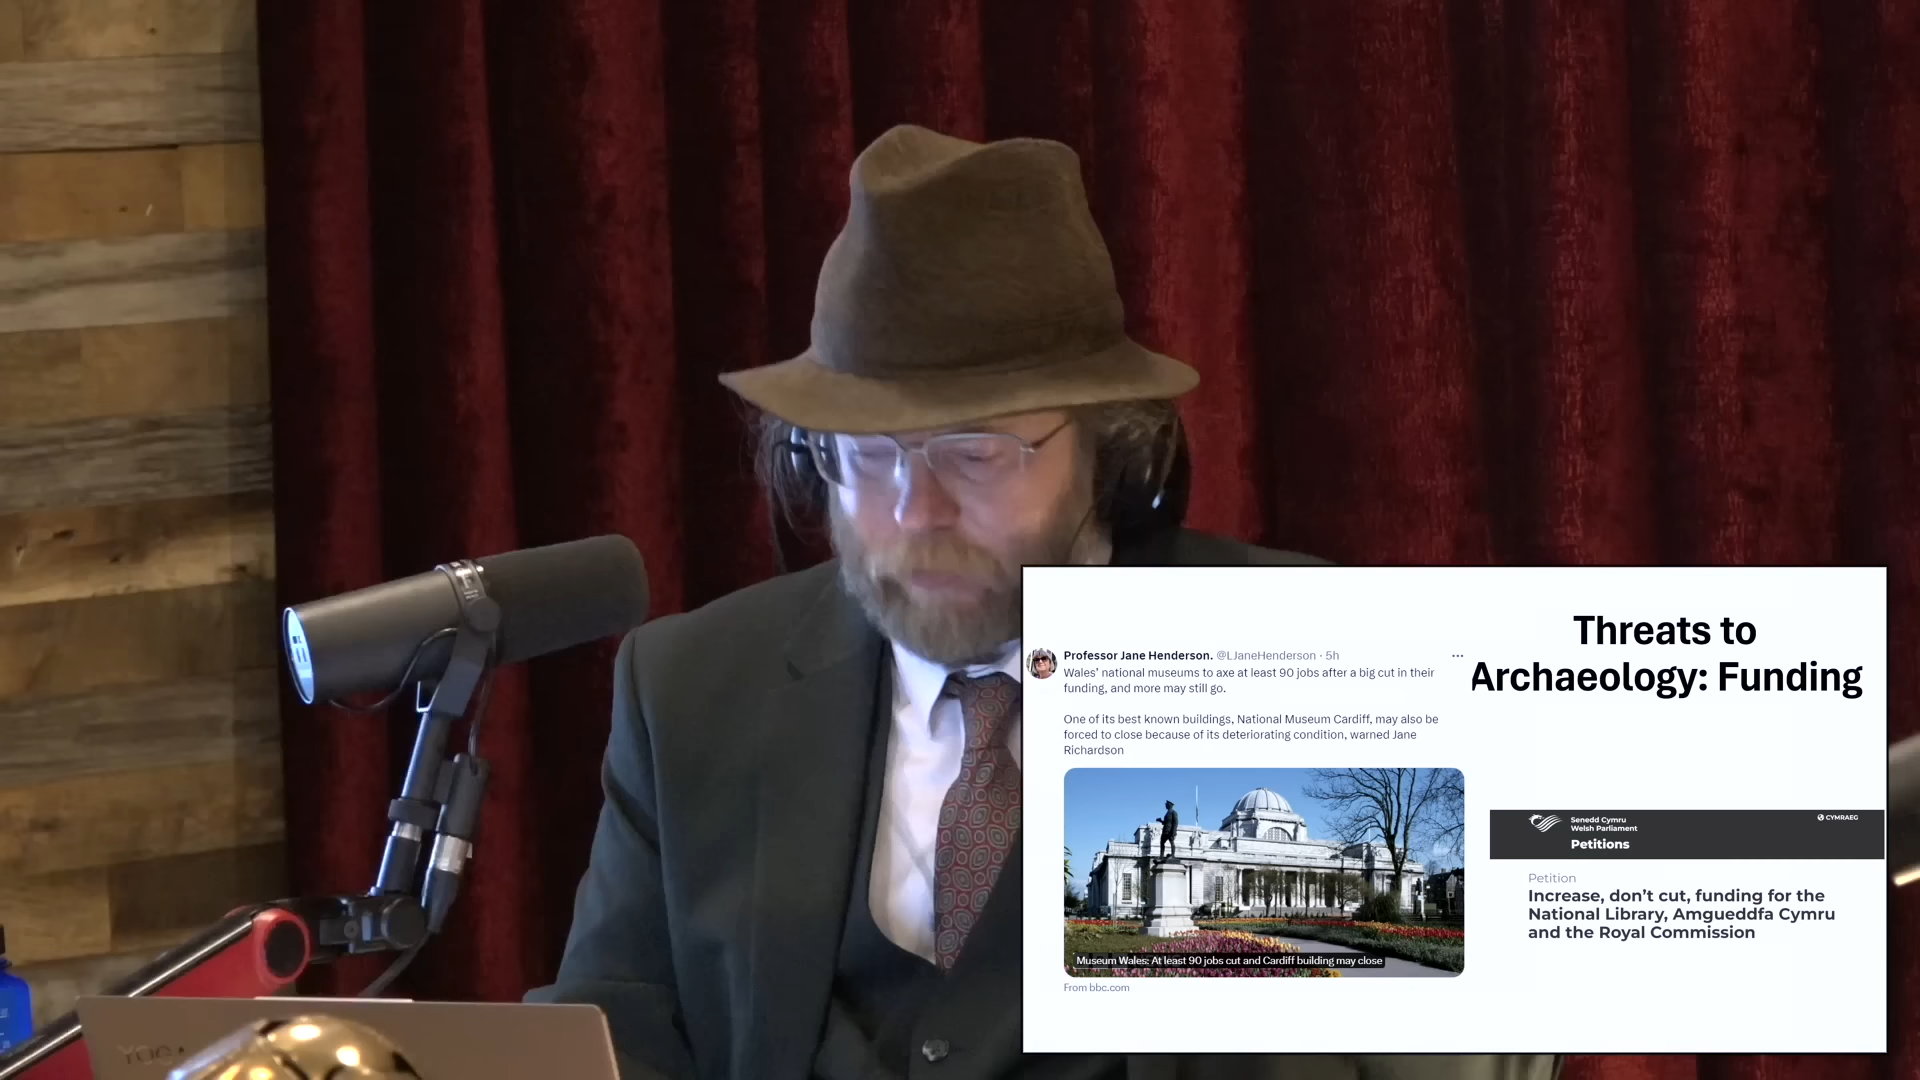 Threats to
Archaeology: Funding
Professor Jane Henderson. @LJaneHenderson · 5h
Wales' national museums to axe at least 90 jobs after a big cut in their
funding, and more may still go.
One of its best known buildings, National Museum Cardiff, may also be
forced to close because of its deteriorating condition, warned Jane
Richardson
Museum Wales: At least 90 jobs cut and Cardiff building may close
From bbc.com
Senedd Cymru
Welsh Parliament
Petitions
CYMRAEG
Petition
Increase, don't cut, funding for the
National Library, Amgueddfa Cymru
and the Royal Commission
YOGA